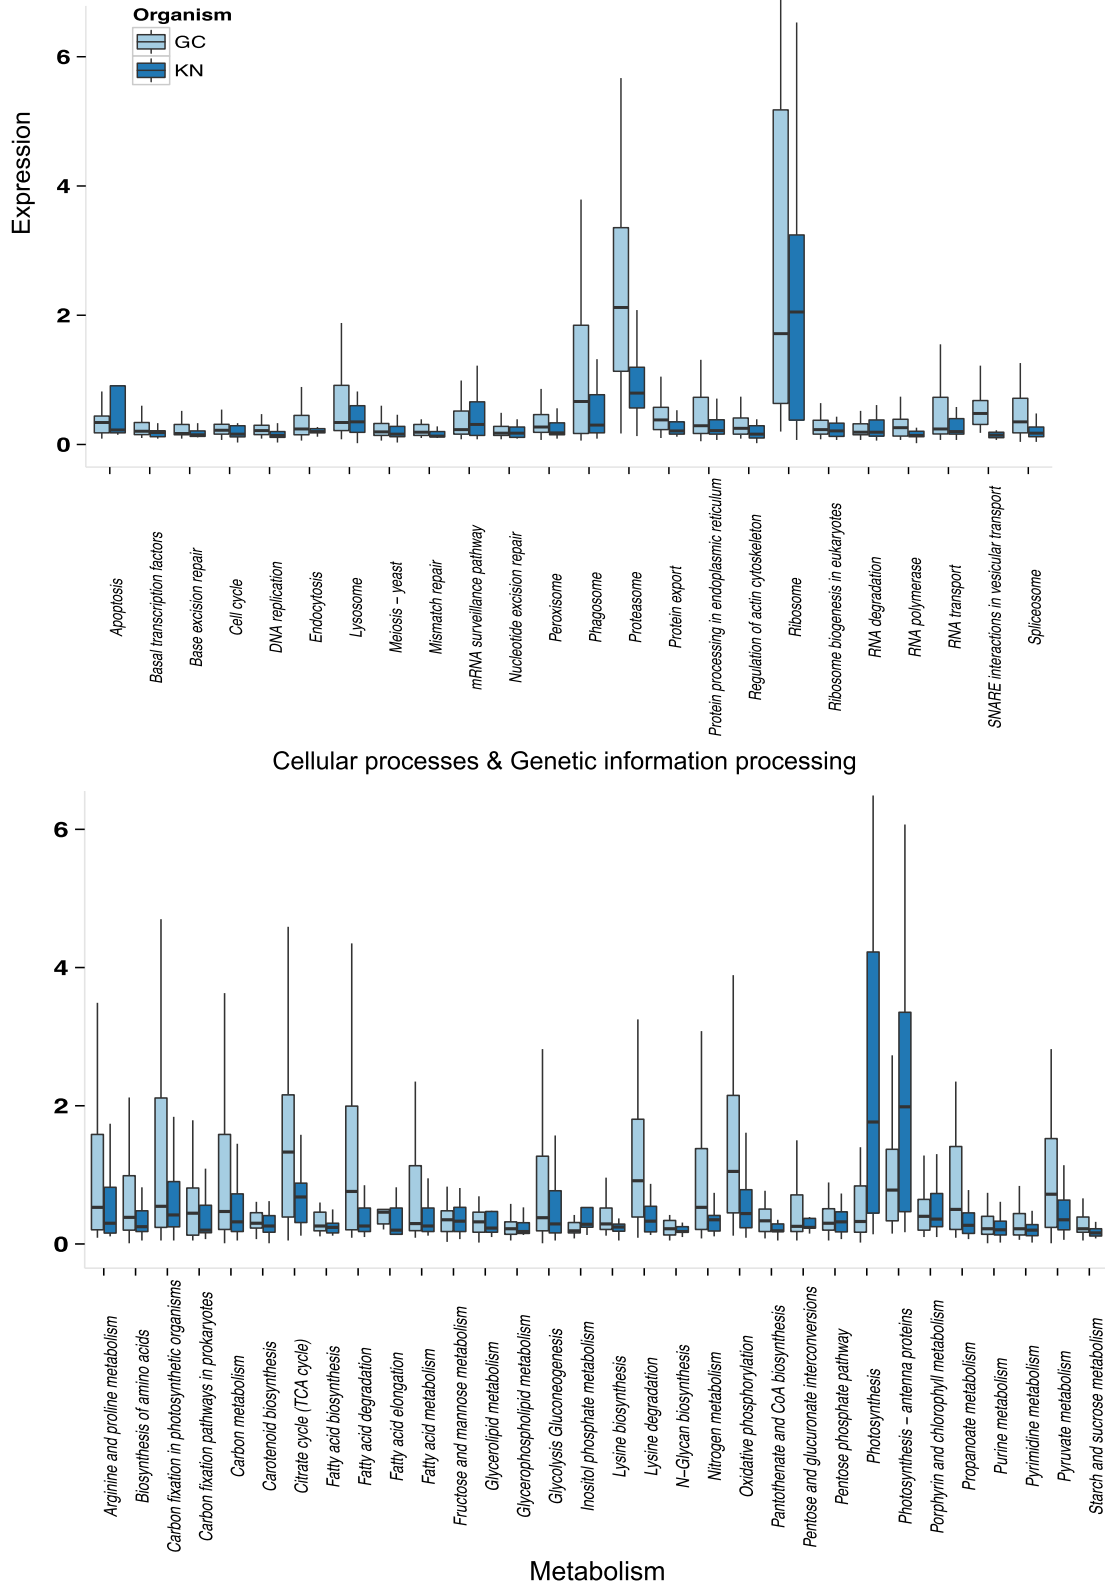 Organism
GC
KN
Expression
6
4
2
0
Apoptosis
Basal transcription factors
Base excision repair
Cell cycle
DNA replication
Endocytosis
Lysosome
Meiosis – yeast
Mismatch repair
mRNA surveillance pathway
Nucleotide excision repair
Peroxisome
Phagosome
Proteasome
Protein export
Protein processing in endoplasmic reticulum
Regulation of actin cytoskeleton
Ribosome
Ribosome biogenesis in eukaryotes
RNA degradation
RNA polymerase
RNA transport
SNARE interactions in vesicular transport
Spliceosome
Cellular processes & Genetic information processing
6
4
2
0
Arginine and proline metabolism
Biosynthesis of amino acids
Carbon fixation in photosynthetic organisms
Carbon fixation pathways in prokaryotes
Carbon metabolism
Carotenoid biosynthesis
Citrate cycle (TCA cycle)
Fatty acid biosynthesis
Fatty acid degradation
Fatty acid elongation
Fatty acid metabolism
Fructose and mannose metabolism
Glycerolipid metabolism
Glycerophospholipid metabolism
Glycolysis Gluconeogenesis
Inositol phosphate metabolism
Lysine biosynthesis
Lysine degradation
N–Glycan biosynthesis
Nitrogen metabolism
Oxidative phosphorylation
Pantothenate and CoA biosynthesis
Pentose and glucuronate interconversions
Pentose phosphate pathway
Photosynthesis
Photosynthesis – antenna proteins
Porphyrin and chlorophyll metabolism
Propanoate metabolism
Purine metabolism
Pyrimidine metabolism
Pyruvate metabolism
Starch and sucrose metabolism
Metabolism